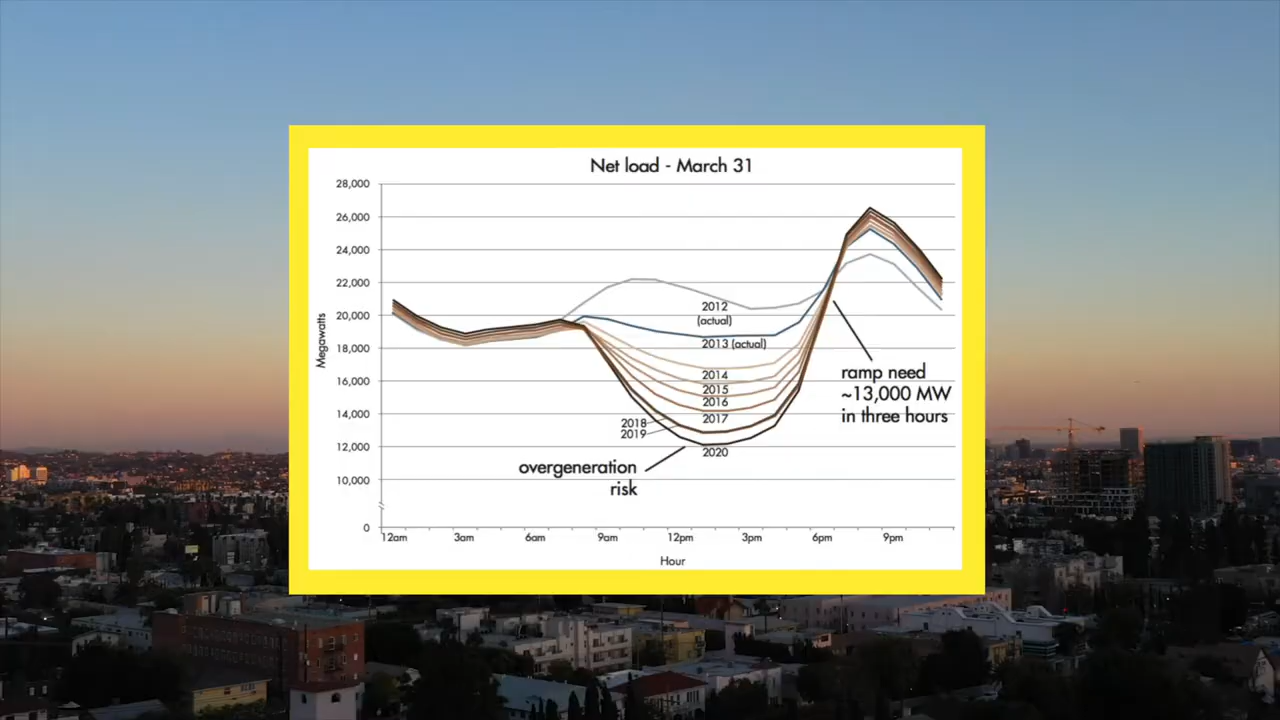 Net load - March 31
28,000
26,000
24,000
22,000
20,000
18,000
16,000
14,000
12,000
10,000
0
Megawatts
2012
(actual)
2013 (actual)
2014
2015
2016
2017
2018
2019
2020
overgeneration
risk
ramp need
~13,000 MW
in three hours
12am
3am
6am
9am
12pm
3pm
6pm
9pm
Hour